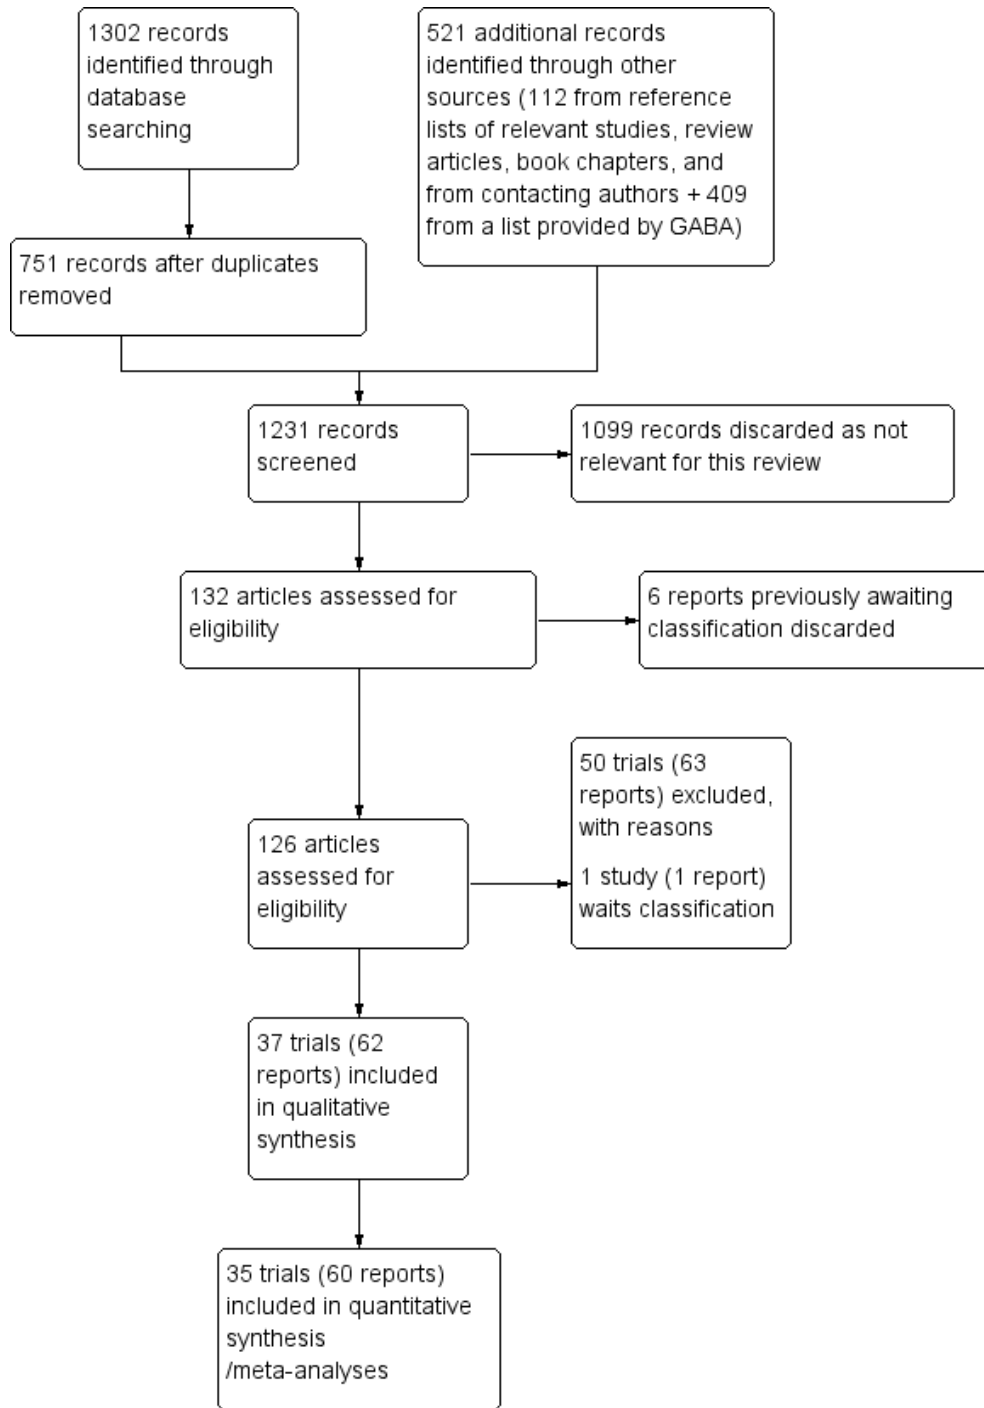 1302 records
identified through
database
searching
521 additional records
identified through other
sources (112 from reference
lists of relevant studies, review
articles, book chapters, and
from contacting authors + 409
from a list provided by GABA)
751 records after duplicates
removed
1231 records
screened
1099 records discarded as not
relevant for this review
132 articles assessed for
eligibility
6 reports previously awaiting
classification discarded
50 trials (63
reports) excluded,
with reasons
1 study (1 report)
waits classification
126 articles
assessed for
eligibility
37 trials (62
reports) included
in qualitative
synthesis
35 trials (60 reports)
included in quantitative
synthesis
/meta-analyses